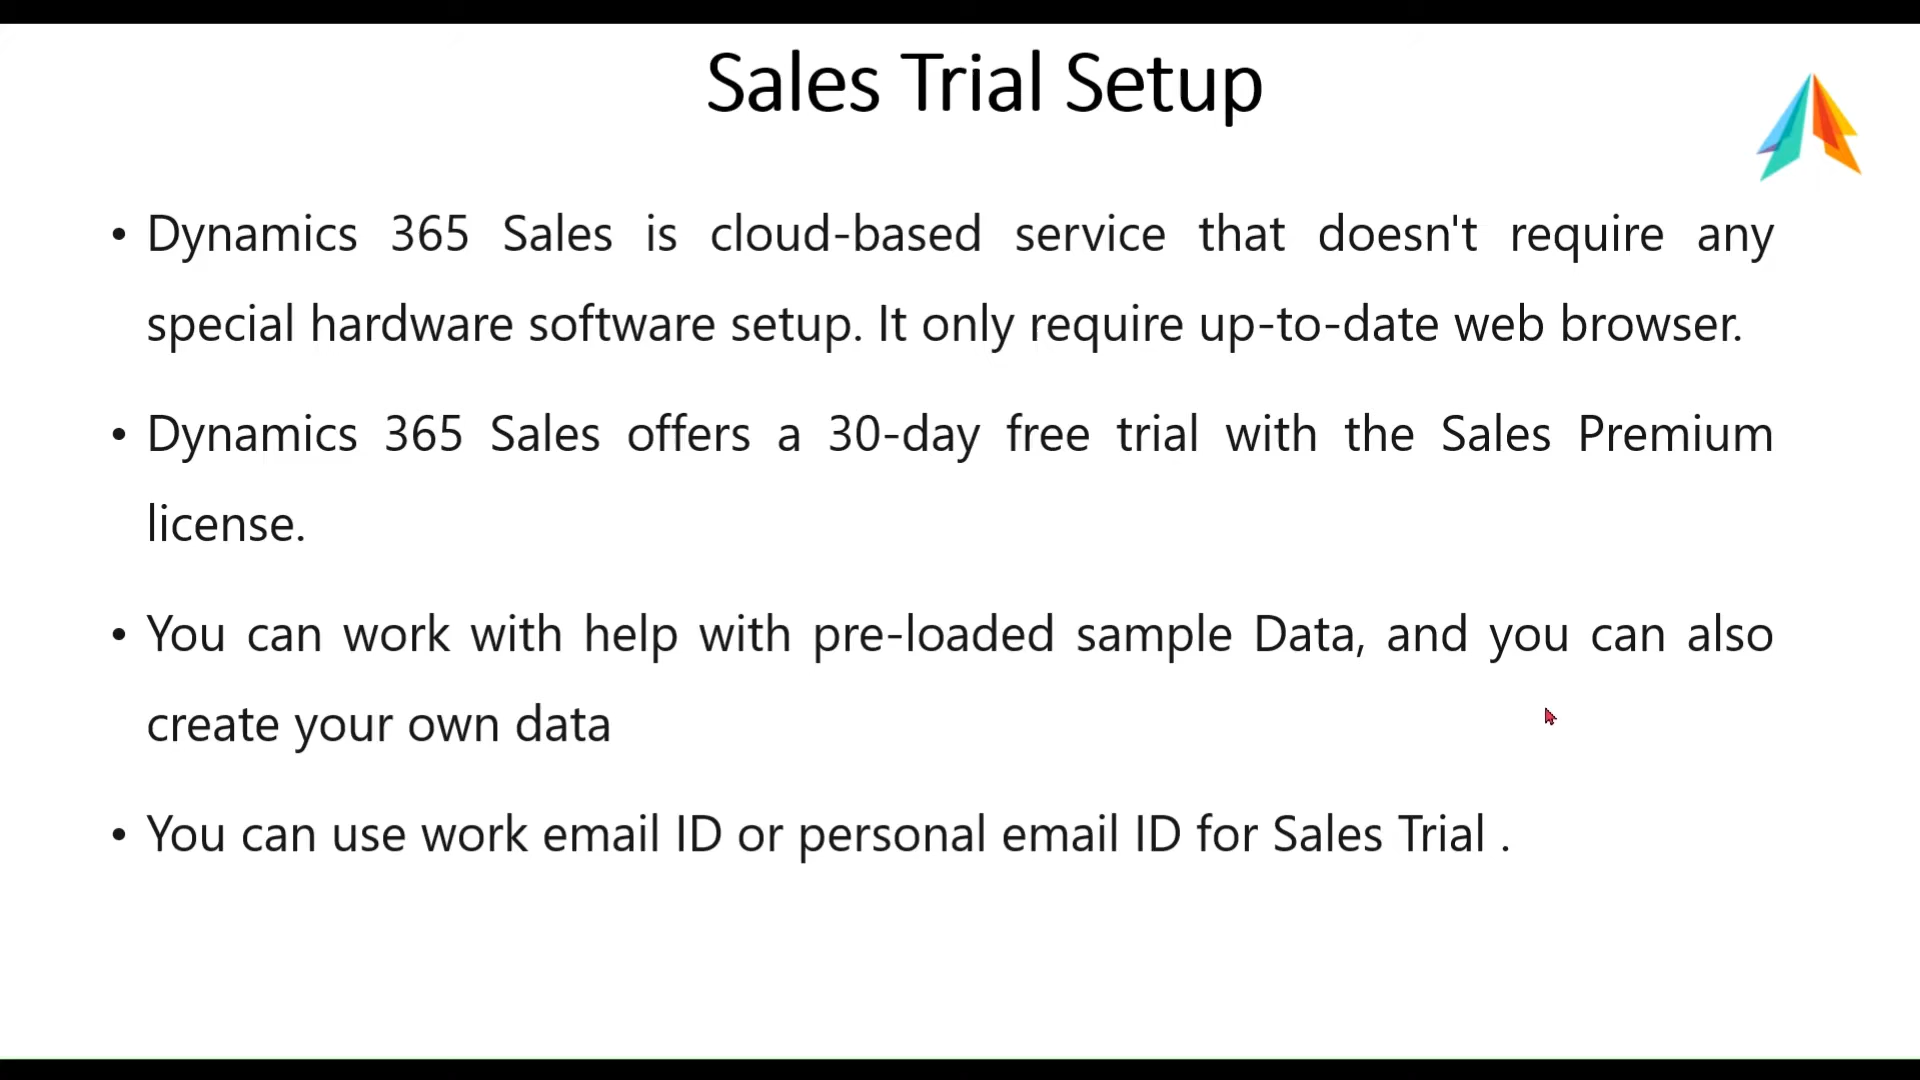 Sales Trial Setup
• Dynamics 365 Sales is cloud-based service that doesn't require any
special hardware software setup. It only require up-to-date web browser.
• Dynamics 365 Sales offers a 30-day free trial with the Sales Premium
license.
• You can work with help with pre-loaded sample Data, and you can also
create your own data
• You can use work email ID or personal email ID for Sales Trial .